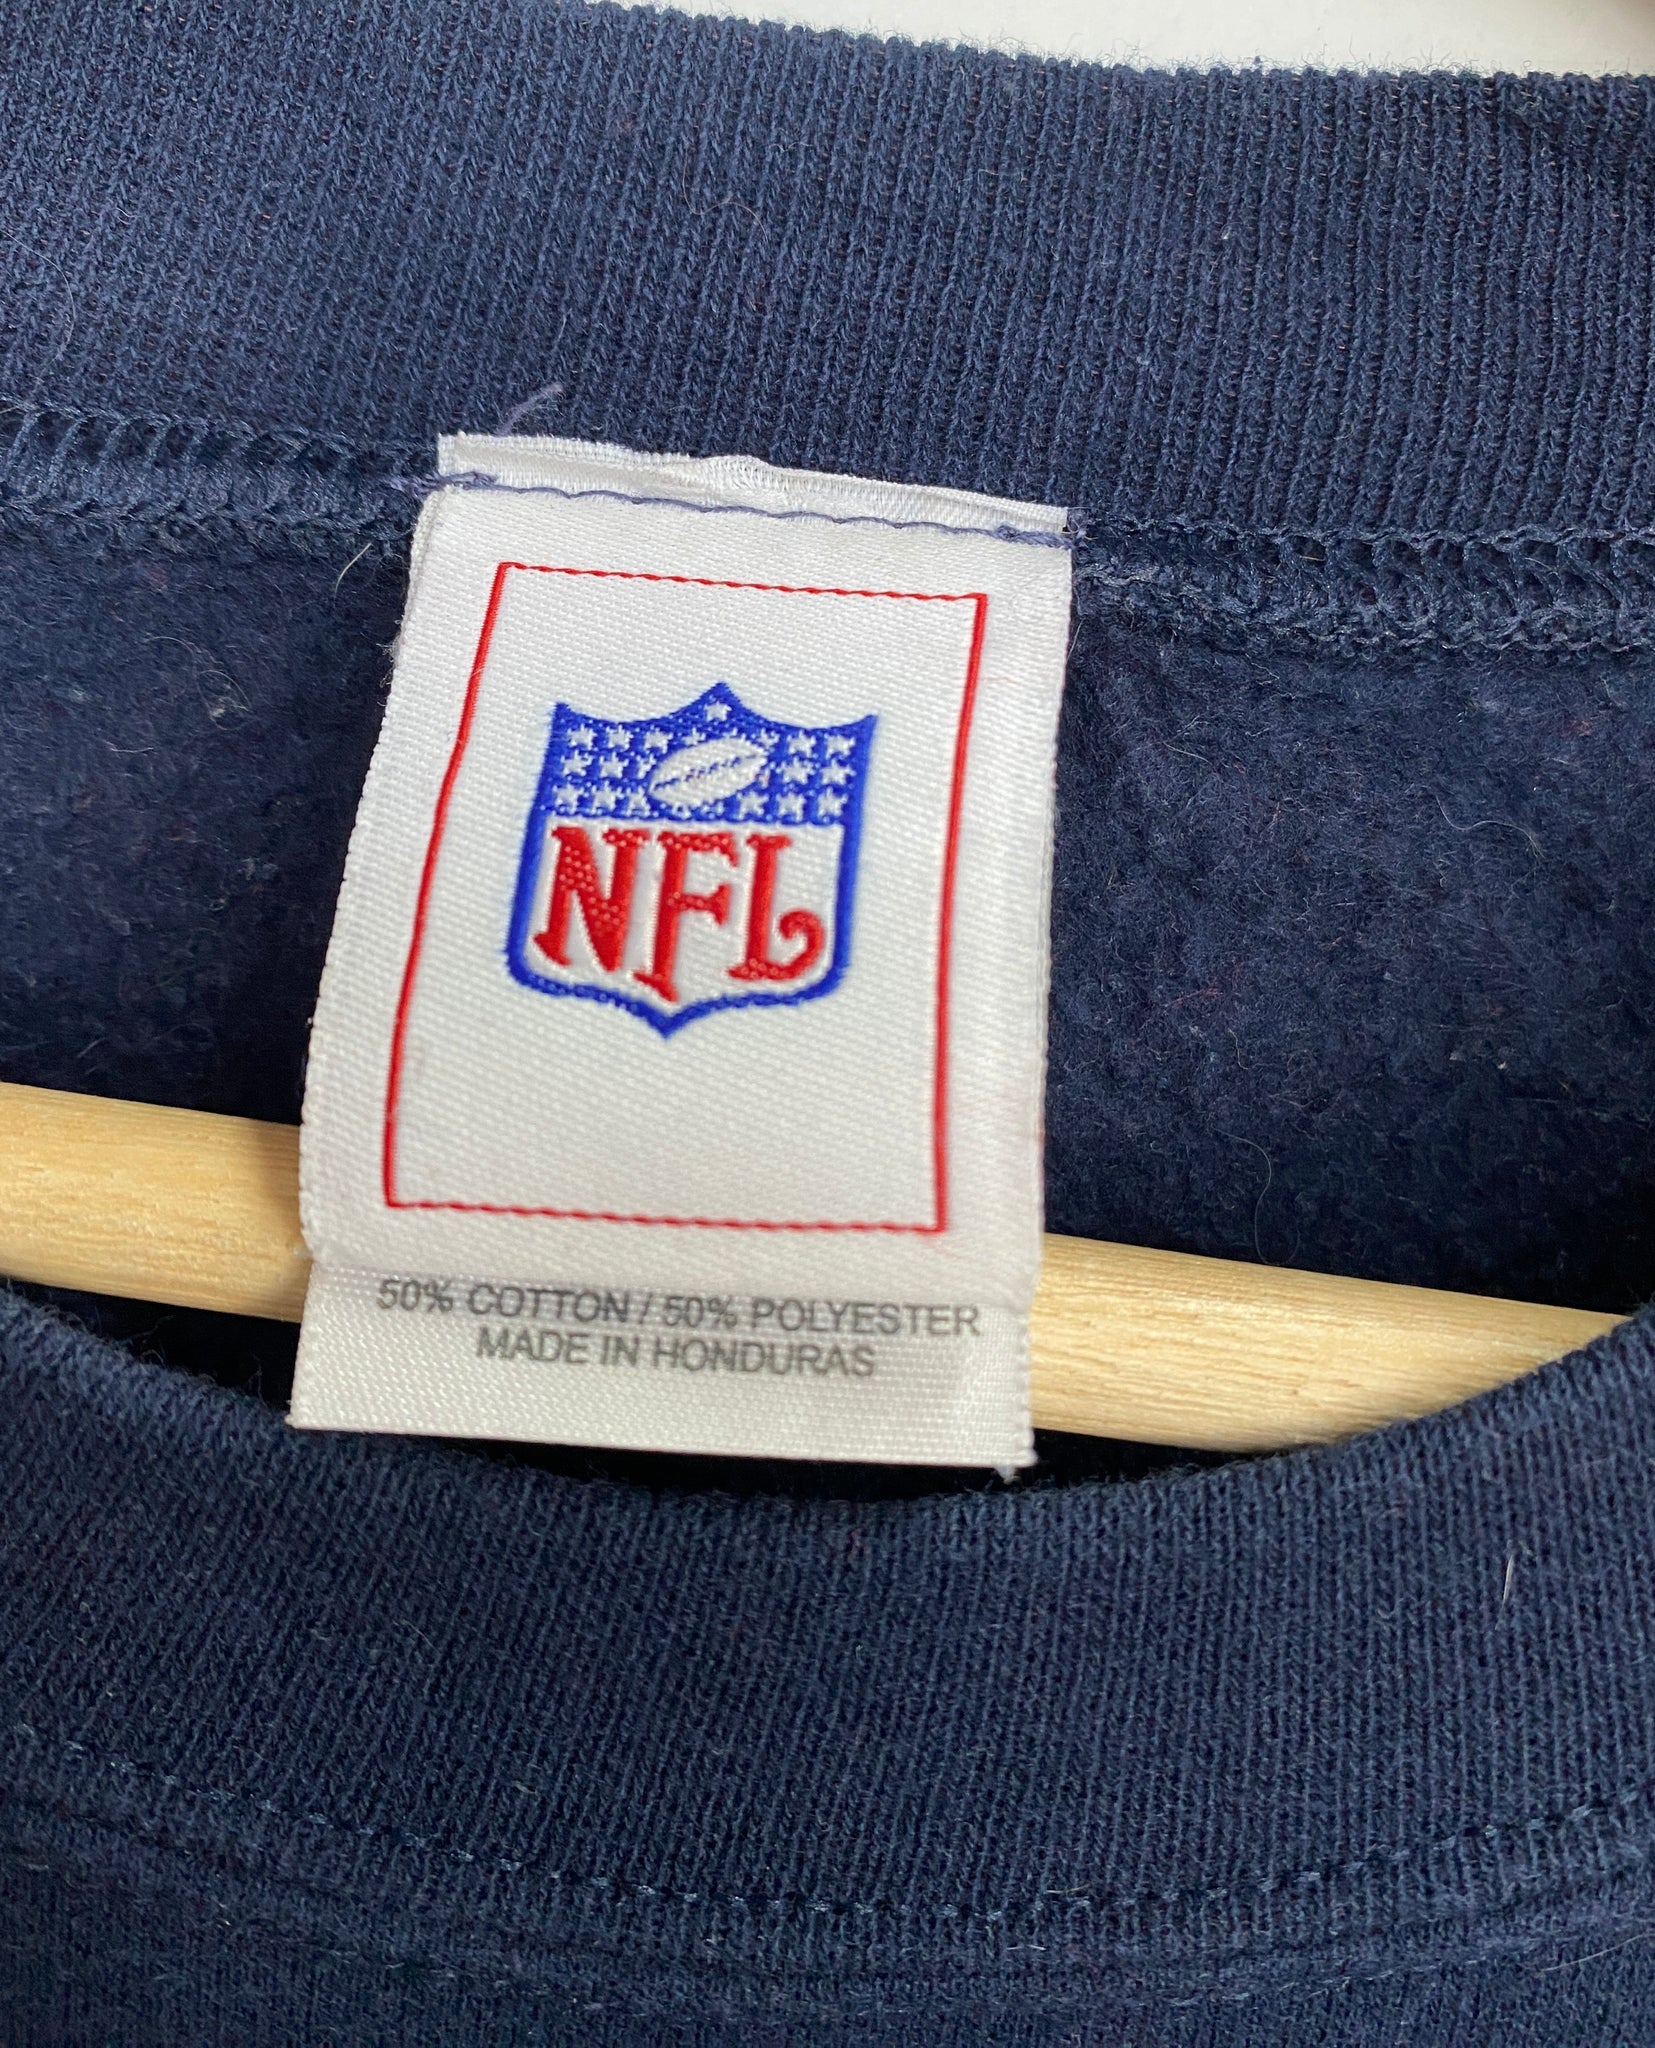 NFL
50% COTTON / 50% POLYESTER
MADE IN HONDURAS